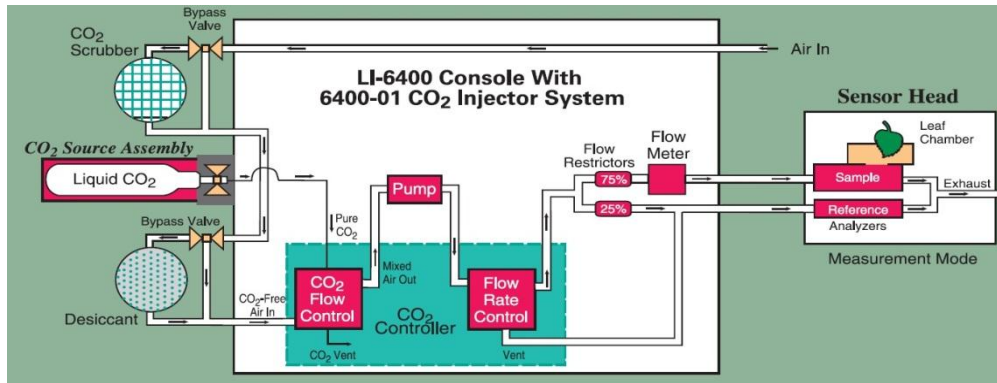 Bypass
Valve
CO₂
Scrubber
Air In
LI-6400 Console With
6400-01 CO₂ Injector System
Sensor Head
CO₂ Source Assembly
Liquid CO₂
Flow
Restrictors
75%
25%
Flow
Meter
Leaf
Chamber
Sample
Exhaust
Reference
Analyzers
Measurement Mode
Pump
Bypass Valve
Pure
CO₂
Mixed
Air Out
CO₂-Free
Air In
CO₂
Flow
Control
Flow
Rate
Control
CO₂
Controller
Desiccant
CO₂ Vent
Vent